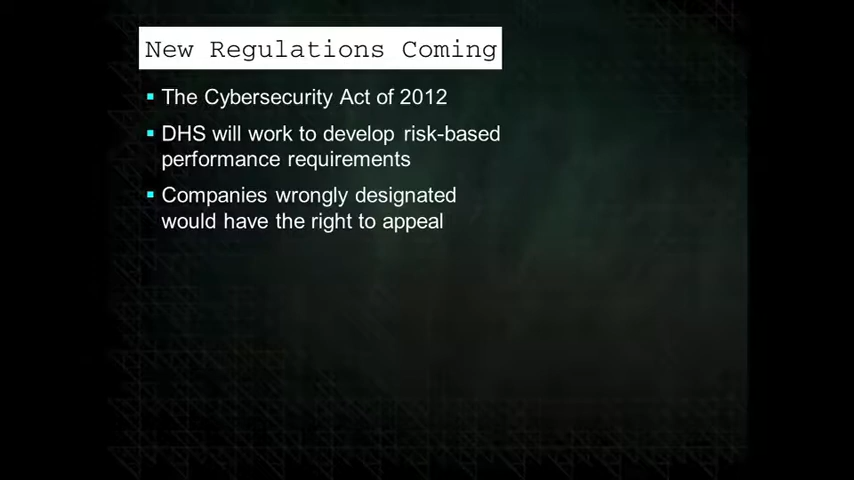 New Regulations Coming
The Cybersecurity Act of 2012
DHS will work to develop risk-based
performance requirements
Companies wrongly designated
would have the right to appeal